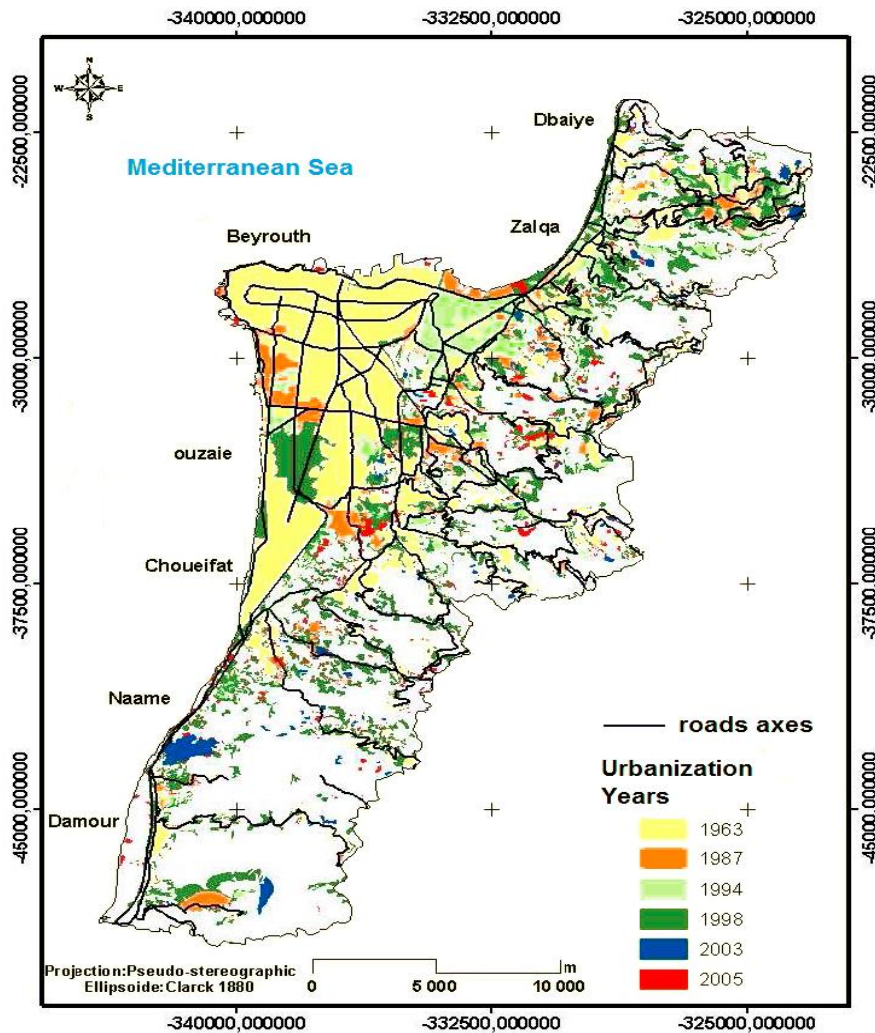 -340000,000000 -332500,000000 -325000,000000
N
W E
S
-22500,000000 -22500,000000
Dbaiye
Mediterranean Sea
Zalqa
Beyrouth
-30000,000000 -30000,000000
ouzaie
Choueifat
-37500,000000 -37500,000000
Naame
roads axes
Urbanization
Years
-45000,000000 -45000,000000
Damour
1963
1987
1994
1998
2003
2005
Projection:Pseudo-stereographic
Ellipsoide:Clarck 1880
m
0 5 000 10 000
-340000,000000 -332500,000000 -325000,000000